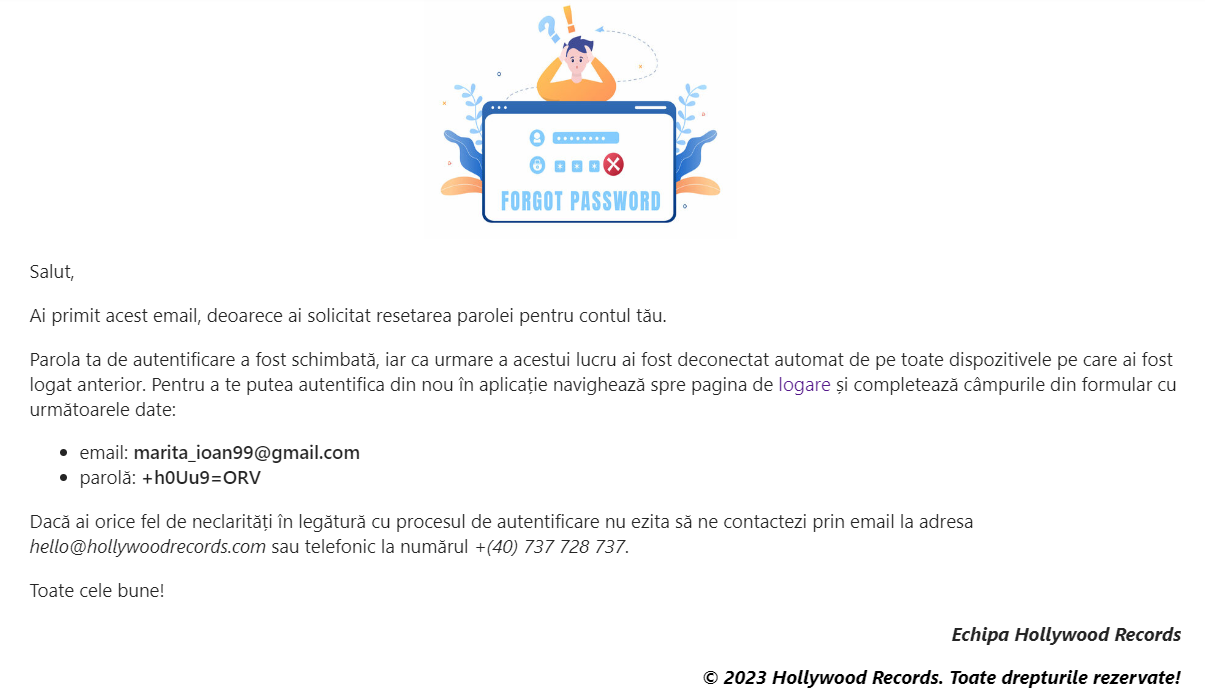 FORGOT PASSWORD
Salut,
Ai primit acest email, deoarece ai solicitat resetarea parolei pentru contul tău.
Parola ta de autentificare a fost schimbată, iar ca urmare a acestui lucru ai fost deconectat automat de pe toate dispozitivele pe care ai fost
logat anterior. Pentru a te putea autentifica din nou în aplicație navighează spre pagina de logare și completează câmpurile din formular cu
următoarele date:
• email: marita_ioan99@gmail.com
• parolă: +h0Uu9=ORV
Dacă ai orice fel de neclarități în legătură cu procesul de autentificare nu ezita să ne contactezi prin email la adresa
hello@hollywoodrecords.com sau telefonic la numărul +(40) 737 728 737.
Toate cele bune!
Echipa Hollywood Records
© 2023 Hollywood Records. Toate drepturile rezervate!